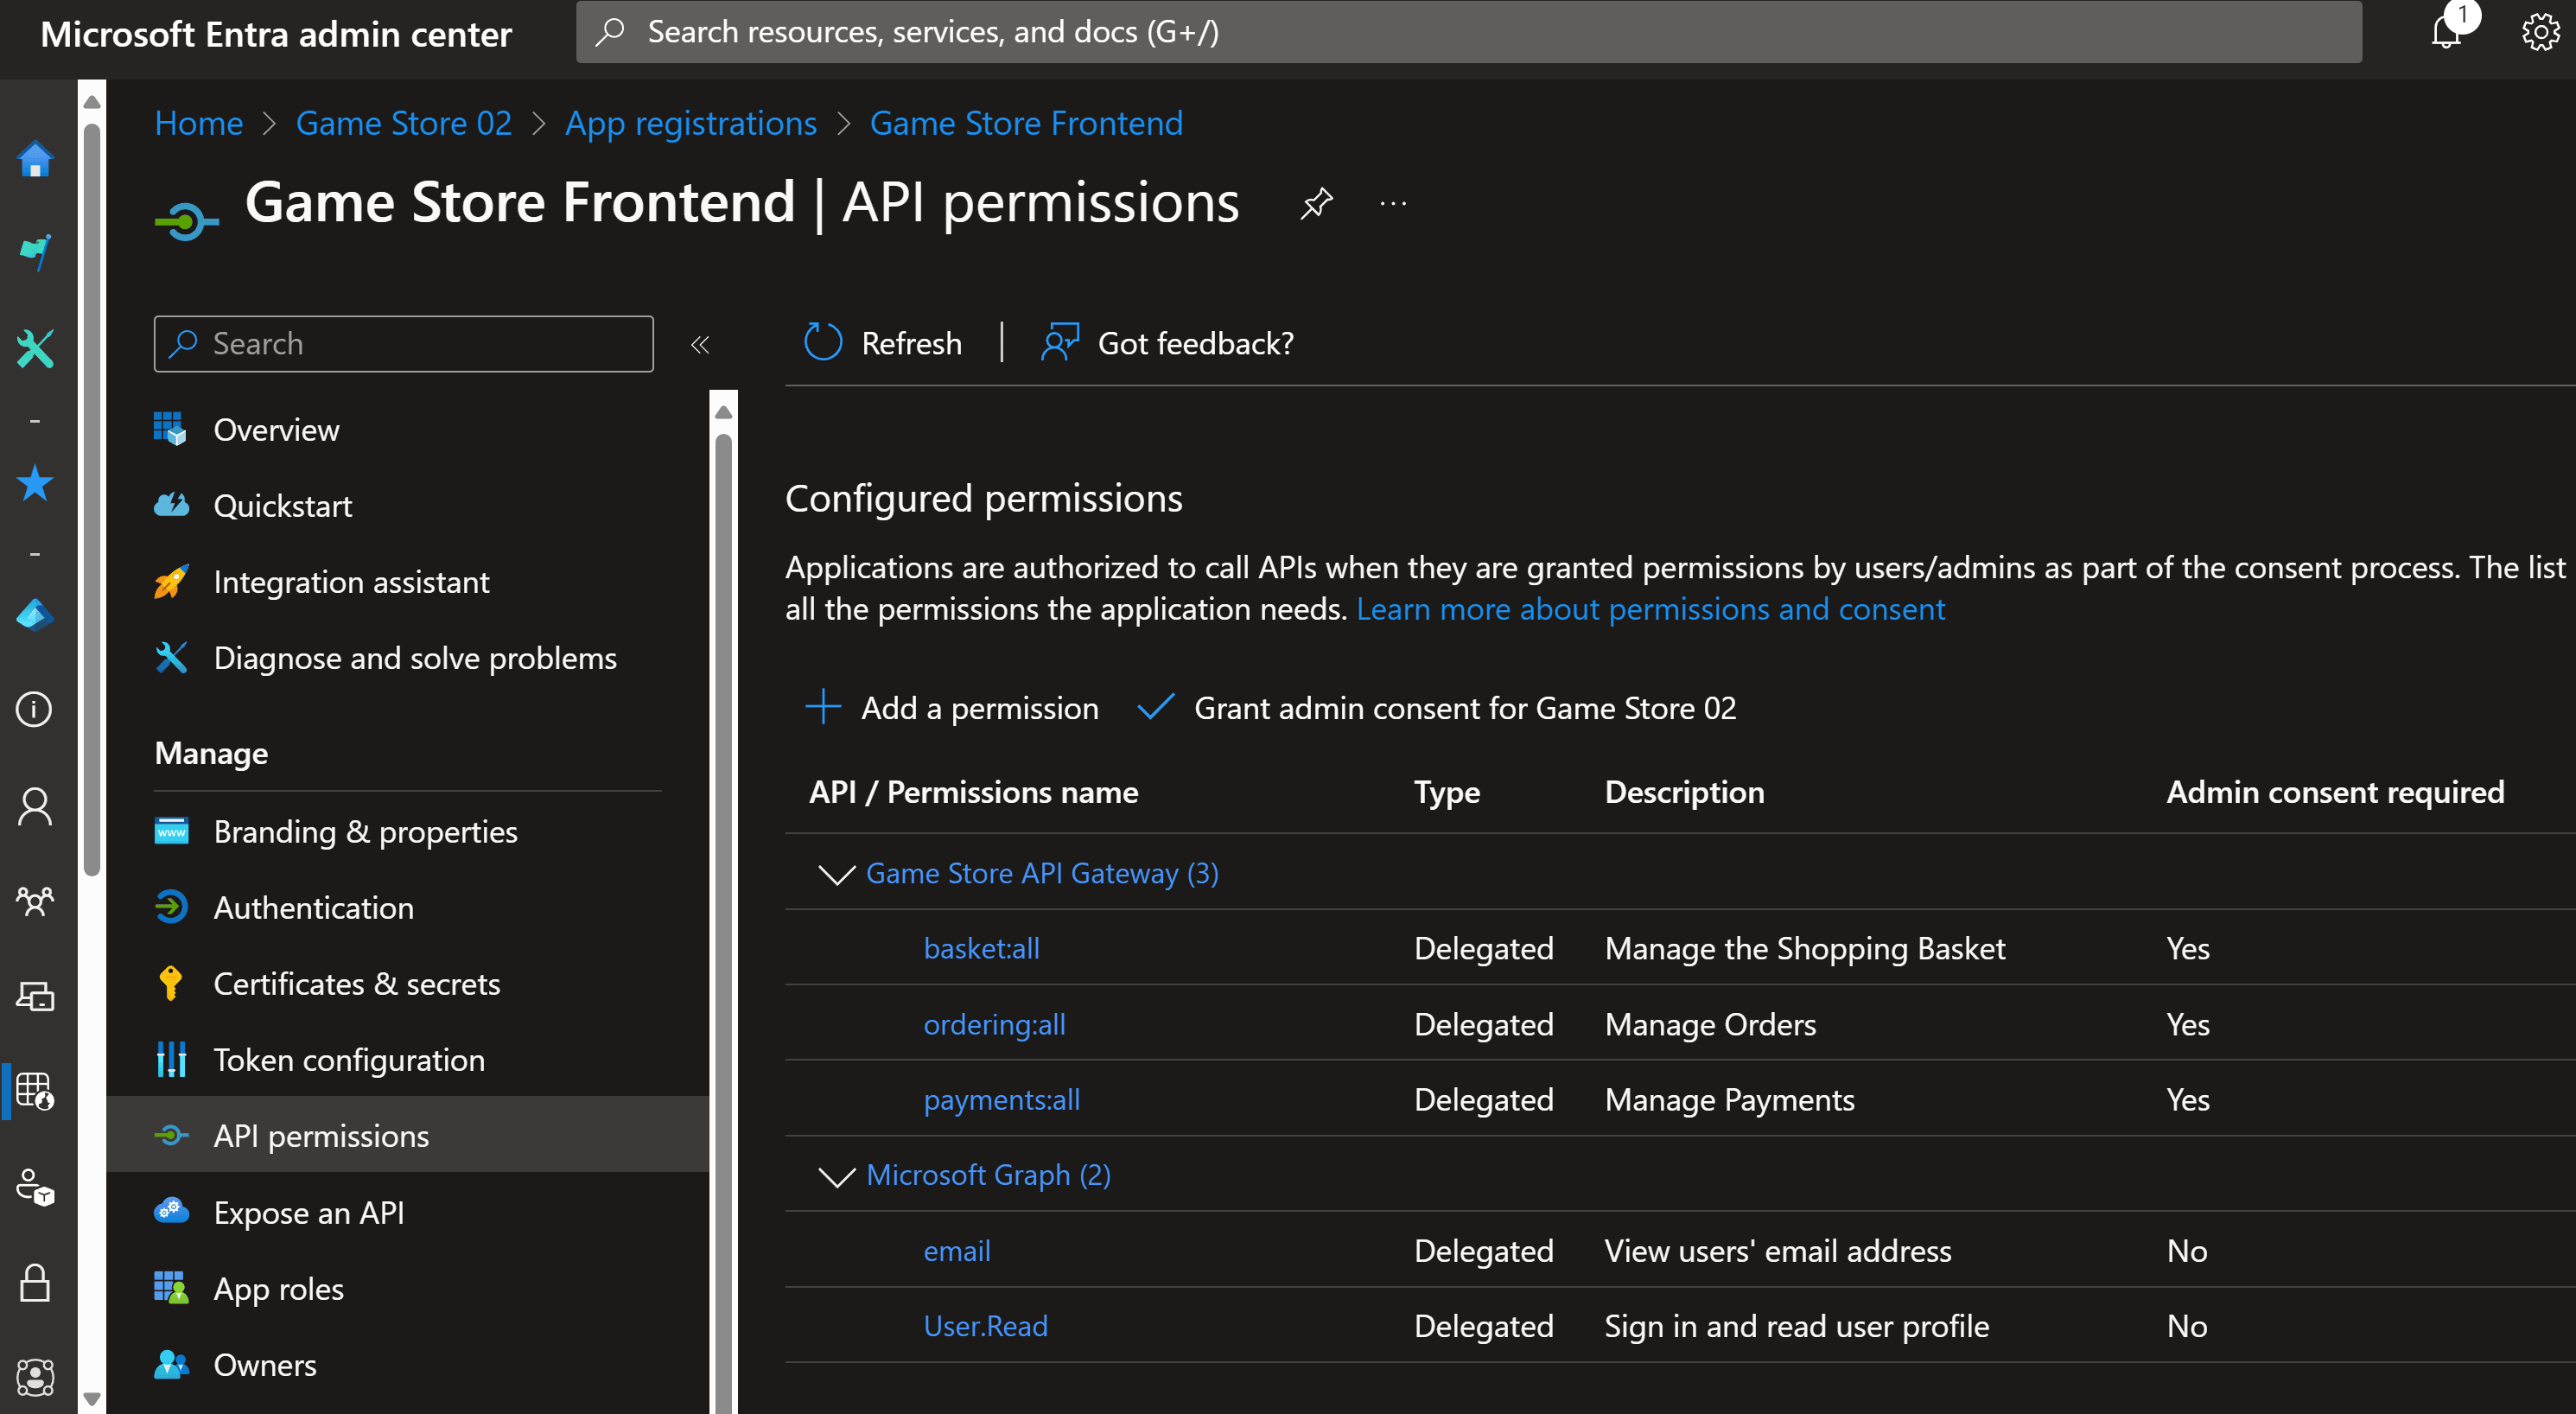 Microsoft Entra admin center
Search resources, services, and docs (G+/)
1
Home > Game Store 02 > App registrations > Game Store Frontend
Game Store Frontend | API permissions
...
Search
«
Refresh | Got feedback?
Overview
Quickstart
Integration assistant
Diagnose and solve problems
Manage
Branding & properties
Authentication
Certificates & secrets
Token configuration
API permissions
Expose an API
App roles
Owners
Configured permissions
Applications are authorized to call APIs when they are granted permissions by users/admins as part of the consent process. The list
all the permissions the application needs. Learn more about permissions and consent
Add a permission Grant admin consent for Game Store 02
API / Permissions name Type Description Admin consent required
Game Store API Gateway (3)
basket:all Delegated Manage the Shopping Basket Yes
ordering:all Delegated Manage Orders Yes
payments:all Delegated Manage Payments Yes
Microsoft Graph (2)
email Delegated View users' email address No
User.Read Delegated Sign in and read user profile No